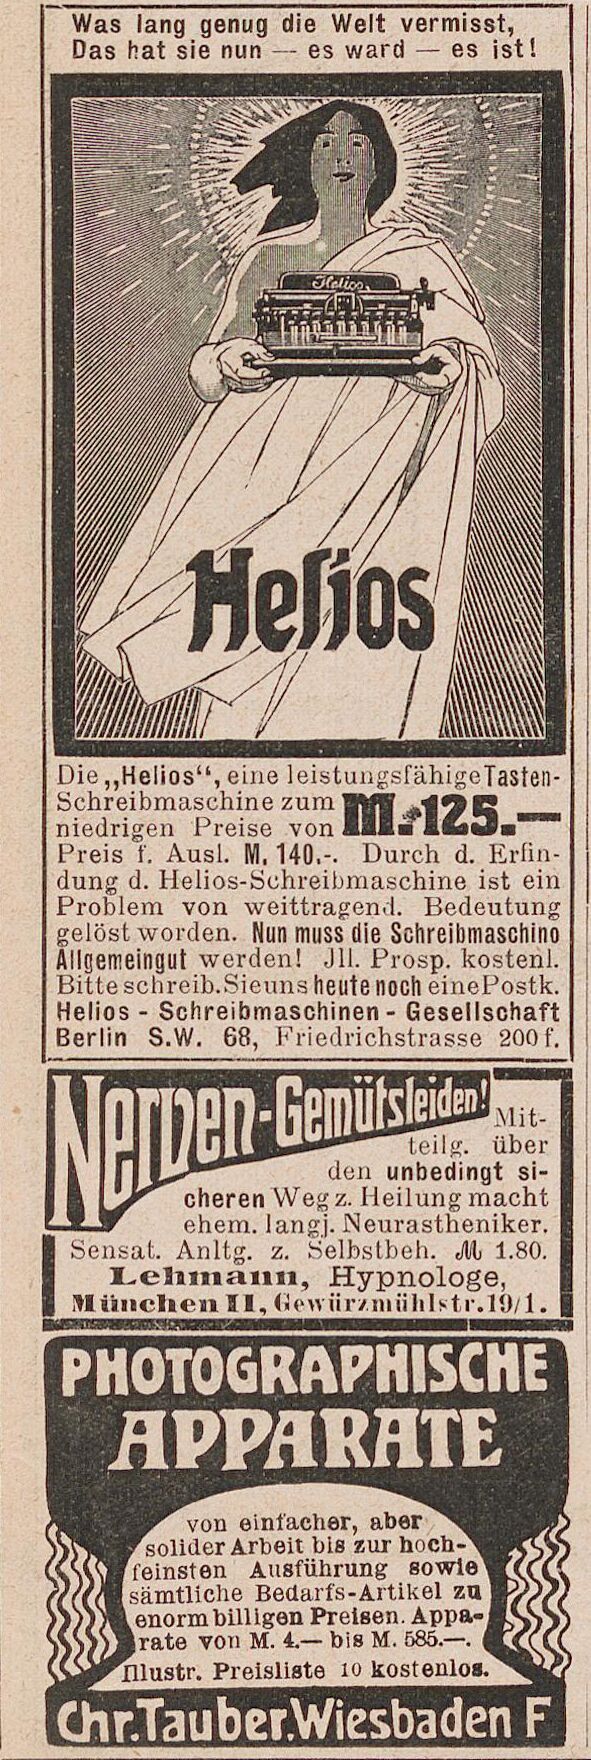 Was lang genug die Welt vermisst,
Das hat sie nun — es ward — es ist!
Helios
Helios
Die „Helios“, eine leistungsfähige Tasten-
Schreibmaschine zum
niedrigen Preise von M. 125.—
Preis f. Ausl. M. 140.-. Durch d. Erfin-
dung d. Helios-Schreibmaschine ist ein
Problem von weittragend. Bedeutung
gelöst worden. Nun muss die Schreibmaschino
Allgemeingut werden! Jll. Prosp. kostenl.
Bitte schreib. Sie uns heute noch eine Postk.
Helios - Schreibmaschinen - Gesellschaft
Berlin S.W. 68, Friedrichstrasse 200 f.
Nerven-Gemütsleiden!
Mit-
teilg. über
den unbedingt si-
cheren Weg z. Heilung macht
ehem. langj. Neurastheniker.
Sensat. Anltg. z. Selbstbeh. M 1.80.
Lehmann, Hypnologe,
München II, Gewürzmühlstr. 19/1.
PHOTOGRAPHISCHE
APPARATE
von einfacher, aber
solider Arbeit bis zur hoch-
feinsten Ausführung sowie
sämtliche Bedarfs-Artikel zu
enorm billigen Preisen. Appa-
rate von M. 4.— bis M. 585.—.
Illustr. Preisliste 10 kostenlos.
Chr. Tauber, Wiesbaden F